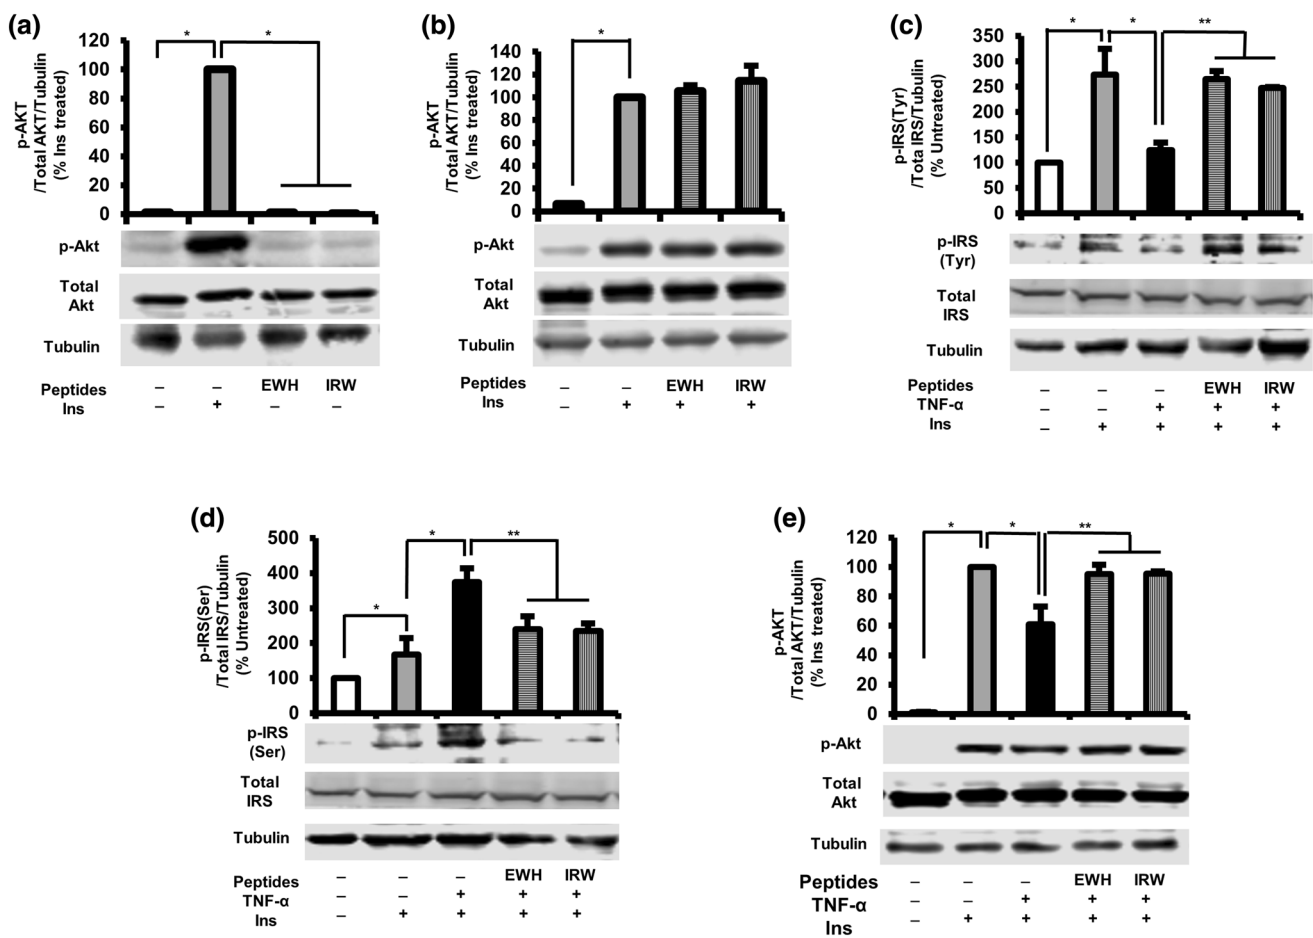 (a)
p-AKT
/Total AKT/Tubulin
(% Ins treated)
120
100
80
60
40
20
0
* *
p-Akt
Total
Akt
Tubulin
Peptides – – EWH IRW
Ins – + – –
(b)
p-AKT
/Total AKT/Tubulin
(% Ins treated)
140
120
100
80
60
40
20
0
*
p-Akt
Total
Akt
Tubulin
Peptides – – EWH IRW
Ins – + + +
(c)
p-IRS(Tyr)
/Tota IRS/Tubulin
(% Untreated)
350
300
250
200
150
100
50
0
* * **
p-IRS
(Tyr)
Total
IRS
Tubulin
Peptides – – – EWH IRW
TNF-α – – + + +
Ins – + + + +
(d)
p-IRS(Ser)
/Total IRS/Tubulin
(% Untreated)
500
400
300
200
100
0
* * **
p-IRS
(Ser)
Total
IRS
Tubulin
Peptides – – – EWH IRW
TNF-α – – + + +
Ins – + + + +
(e)
p-AKT
/Total AKT/Tubulin
(% Ins treated)
120
100
80
60
40
20
0
* * **
p-Akt
Total
Akt
Tubulin
Peptides – – – EWH IRW
TNF-α – – + + +
Ins – + + + +